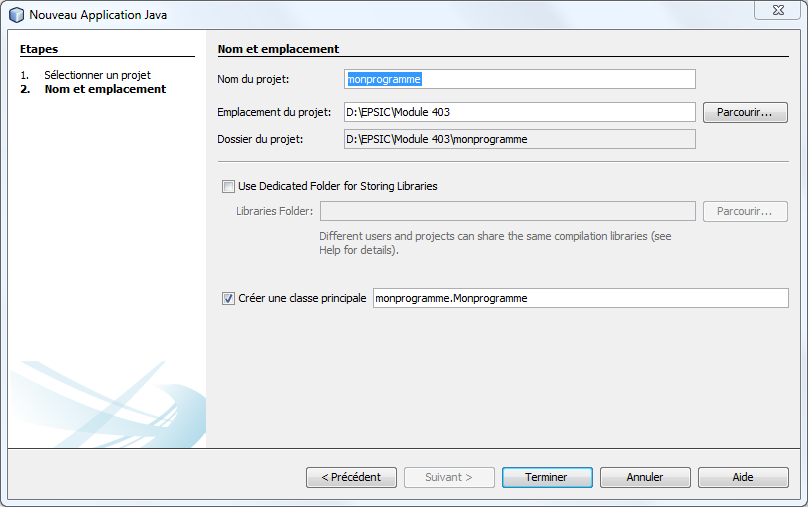 Nouveau Application Java
Etapes
1. Sélectionner un projet
2. Nom et emplacement
Nom et emplacement
Nom du projet: monprogramme
Emplacement du projet: D:\EPSIC\Module 403 Parcourir...
Dossier du projet: D:\EPSIC\Module 403\monprogramme
Use Dedicated Folder for Storing Libraries
Libraries Folder: Parcourir...
Different users and projects can share the same compilation libraries (see
Help for details).
Créer une classe principale monprogramme.Monprogramme
< Précédent Suivant > Terminer Annuler Aide